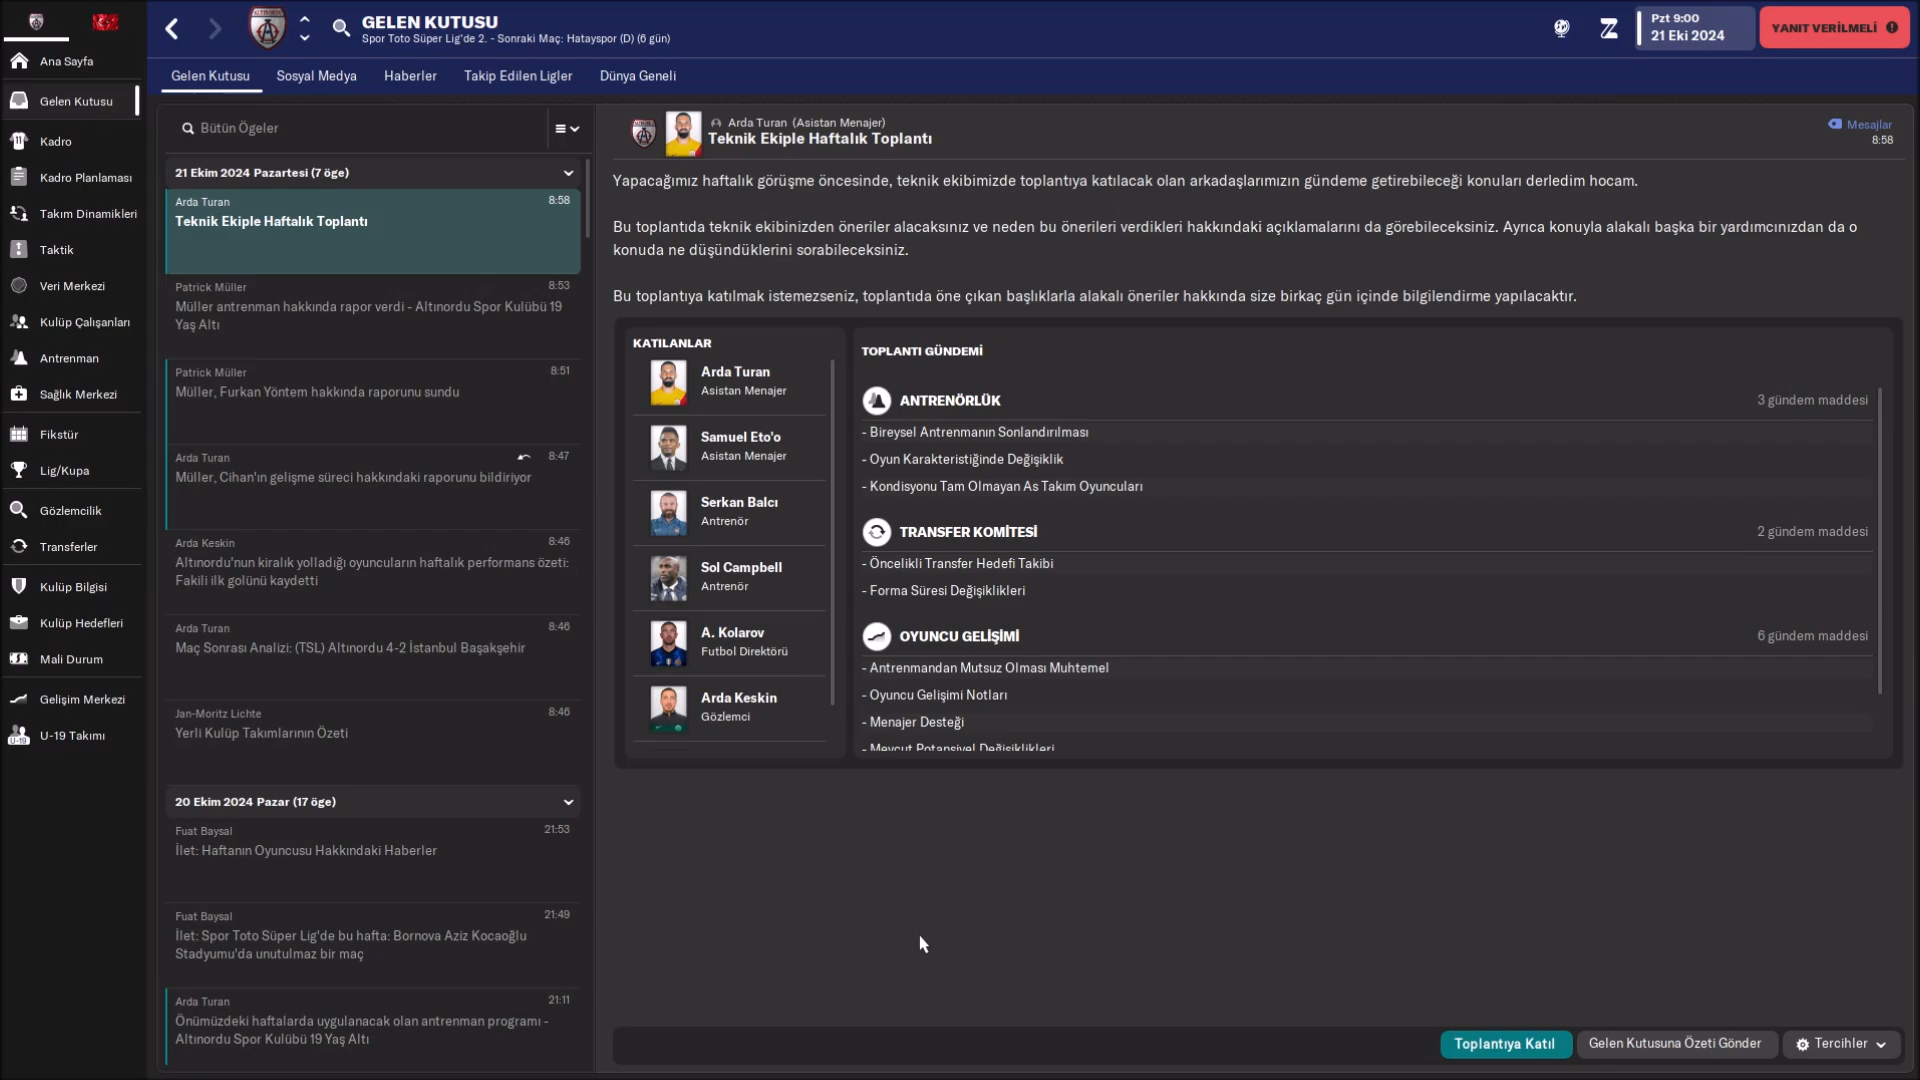 Ana Sayfa
Gelen Kutusu
Kadro
Kadro Planlaması
Takım Dinamikleri
Taktik
Veri Merkezi
Kulüp Çalışanları
Antrenman
Sağlık Merkezi
Fikstür
Lig/Kupa
Gözlemcilik
Transferler
Kulüp Bilgisi
Kulüp Hedefleri
Mali Durum
Gelişim Merkezi
U-19 Takımı
GELEN KUTUSU
Spor Toto Süper Lig'de 2. - Sonraki Maç: Hatayspor (D) (6 gün)
Pzt 9:00
21 Eki 2024
YANIT VERİLMELİ
Gelen Kutusu Sosyal Medya Haberler Takip Edilen Ligler Dünya Geneli
Bütün Ögeler
21 Ekim 2024 Pazartesi (7 öge)
Arda Turan 8:58
Teknik Ekiple Haftalık Toplantı
Patrick Müller 8:53
Müller antrenman hakkında rapor verdi - Altınordu Spor Kulübü 19
Yaş Altı
Patrick Müller 8:51
Müller, Furkan Yöntem hakkında raporunu sundu
Arda Turan 8:47
Müller, Cihan'ın gelişme süreci hakkındaki raporunu bildiriyor
Arda Keskin 8:46
Altınordu'nun kiralık yolladığı oyuncuların haftalık performans özeti:
Fakili ilk golünü kaydetti
Arda Turan 8:46
Maç Sonrası Analizi: (TSL) Altınordu 4-2 İstanbul Başakşehir
Jan-Moritz Lichte 8:46
Yerli Kulüp Takımlarının Özeti
20 Ekim 2024 Pazar (17 öge)
Fuat Baysal 21:53
İlet: Haftanın Oyuncusu Hakkındaki Haberler
Fuat Baysal 21:49
İlet: Spor Toto Süper Lig'de bu hafta: Bornova Aziz Kocaoğlu
Stadyumu'da unutulmaz bir maç
Arda Turan 21:11
Önümüzdeki haftalarda uygulanacak olan antrenman programı -
Altınordu Spor Kulübü 19 Yaş Altı
Arda Turan (Asistan Menajer)
Teknik Ekiple Haftalık Toplantı
Mesajlar
8:58
Yapacağımız haftalık görüşme öncesinde, teknik ekibimizde toplantıya katılacak olan arkadaşlarımızın gündeme getirebileceği konuları derledim hocam.
Bu toplantıda teknik ekibinizden öneriler alacaksınız ve neden bu önerileri verdikleri hakkındaki açıklamalarını da görebileceksiniz. Ayrıca konuyla alakalı başka bir yardımcınızdan da o
konuda ne düşündüklerini sorabileceksiniz.
Bu toplantıya katılmak istemezseniz, toplantıda öne çıkan başlıklarla alakalı öneriler hakkında size birkaç gün içinde bilgilendirme yapılacaktır.
KATILANLAR
Arda Turan
Asistan Menajer
Samuel Eto'o
Asistan Menajer
Serkan Balcı
Antrenör
Sol Campbell
Antrenör
A. Kolarov
Futbol Direktörü
Arda Keskin
Gözlemci
TOPLANTI GÜNDEMİ
ANTRENÖRLÜK 3 gündem maddesi
- Bireysel Antrenmanın Sonlandırılması
- Oyun Karakteristiğinde Değişiklik
- Kondisyonu Tam Olmayan As Takım Oyuncuları
TRANSFER KOMİTESİ 2 gündem maddesi
- Öncelikli Transfer Hedefi Takibi
- Forma Süresi Değişiklikleri
OYUNCU GELİŞİMİ 6 gündem maddesi
- Antrenmandan Mutsuz Olması Muhtemel
- Oyuncu Gelişimi Notları
- Menajer Desteği
- Mevcut Potansiyel Değişiklikleri
Toplantıya Katıl Gelen Kutusuna Özeti Gönder Tercihler